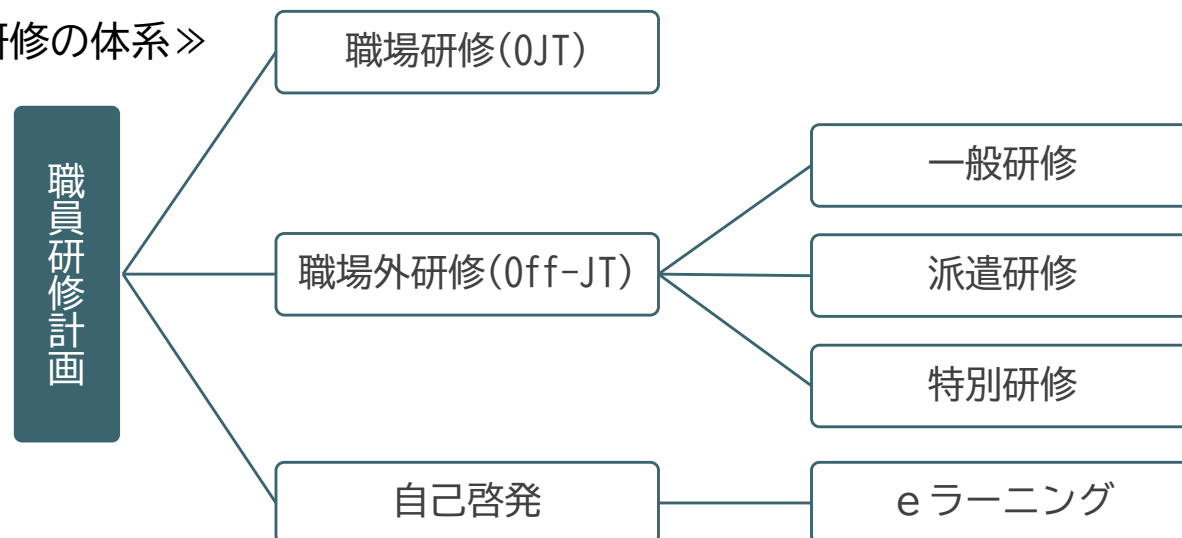 研修の体系≫
職員研修計画
職場研修(OJT)
職場外研修(Off-JT)
一般研修
派遣研修
特別研修
自己啓発
eラーニング